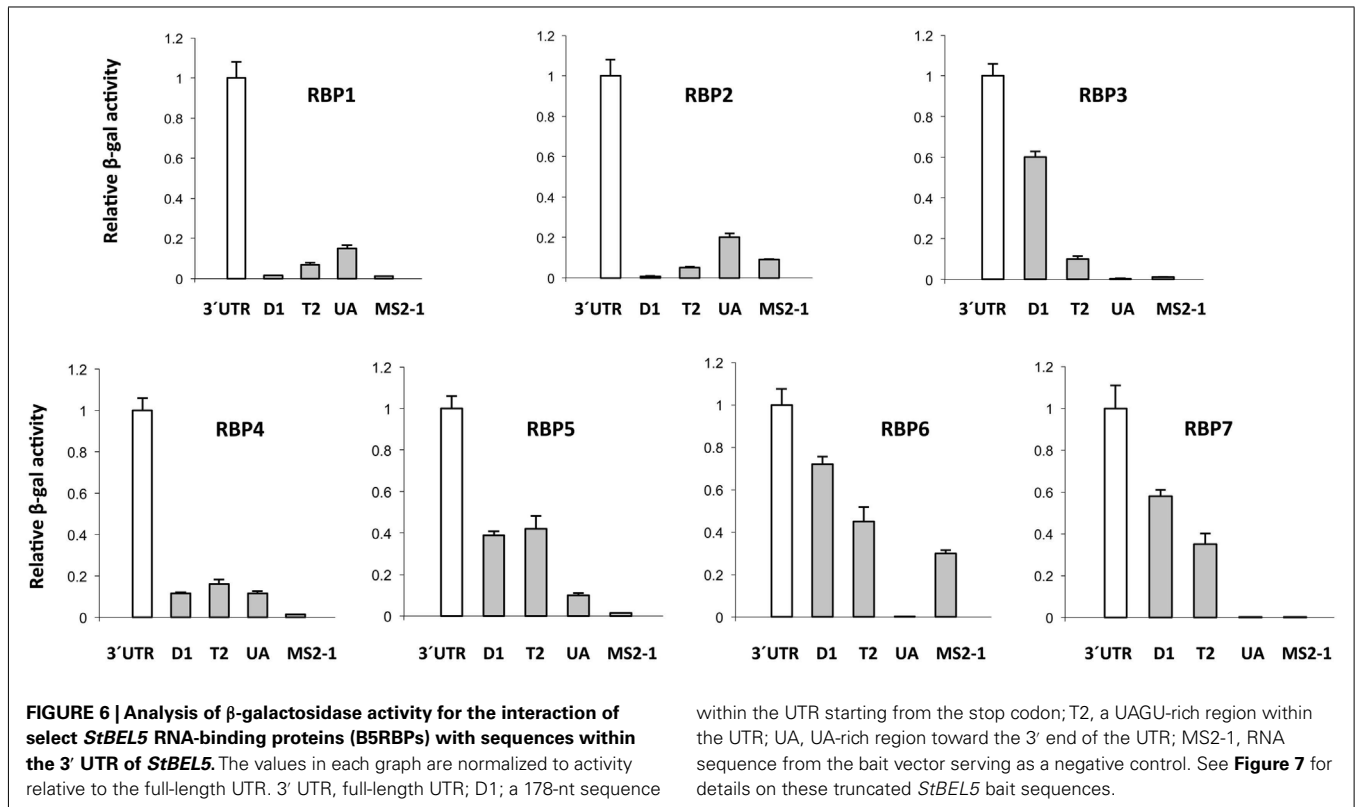 Relative β-gal activity
1.2
1
0.8
0.6
0.4
0.2
0
RBP1
3´UTR D1 T2 UA MS2-1
1.2
1
0.8
0.6
0.4
0.2
0
RBP2
3´UTR D1 T2 UA MS2-1
1.2
1
0.8
0.6
0.4
0.2
0
RBP3
3´UTR D1 T2 UA MS2-1
Relative β-gal activity
1.2
1
0.8
0.6
0.4
0.2
0
RBP4
3´UTR D1 T2 UA MS2-1
1.2
1
0.8
0.6
0.4
0.2
0
RBP5
3´UTR D1 T2 UA MS2-1
1.2
1
0.8
0.6
0.4
0.2
0
RBP6
3´UTR D1 T2 UA MS2-1
1.2
1
0.8
0.6
0.4
0.2
0
RBP7
3´UTR D1 T2 UA MS2-1
FIGURE 6 | Analysis of β-galactosidase activity for the interaction of
select StBEL5 RNA-binding proteins (B5RBPs) with sequences within
the 3′ UTR of StBEL5. The values in each graph are normalized to activity
relative to the full-length UTR. 3′ UTR, full-length UTR; D1; a 178-nt sequence
within the UTR starting from the stop codon; T2, a UAGU-rich region within
the UTR; UA, UA-rich region toward the 3′ end of the UTR; MS2-1, RNA
sequence from the bait vector serving as a negative control. See Figure 7 for
details on these truncated StBEL5 bait sequences.